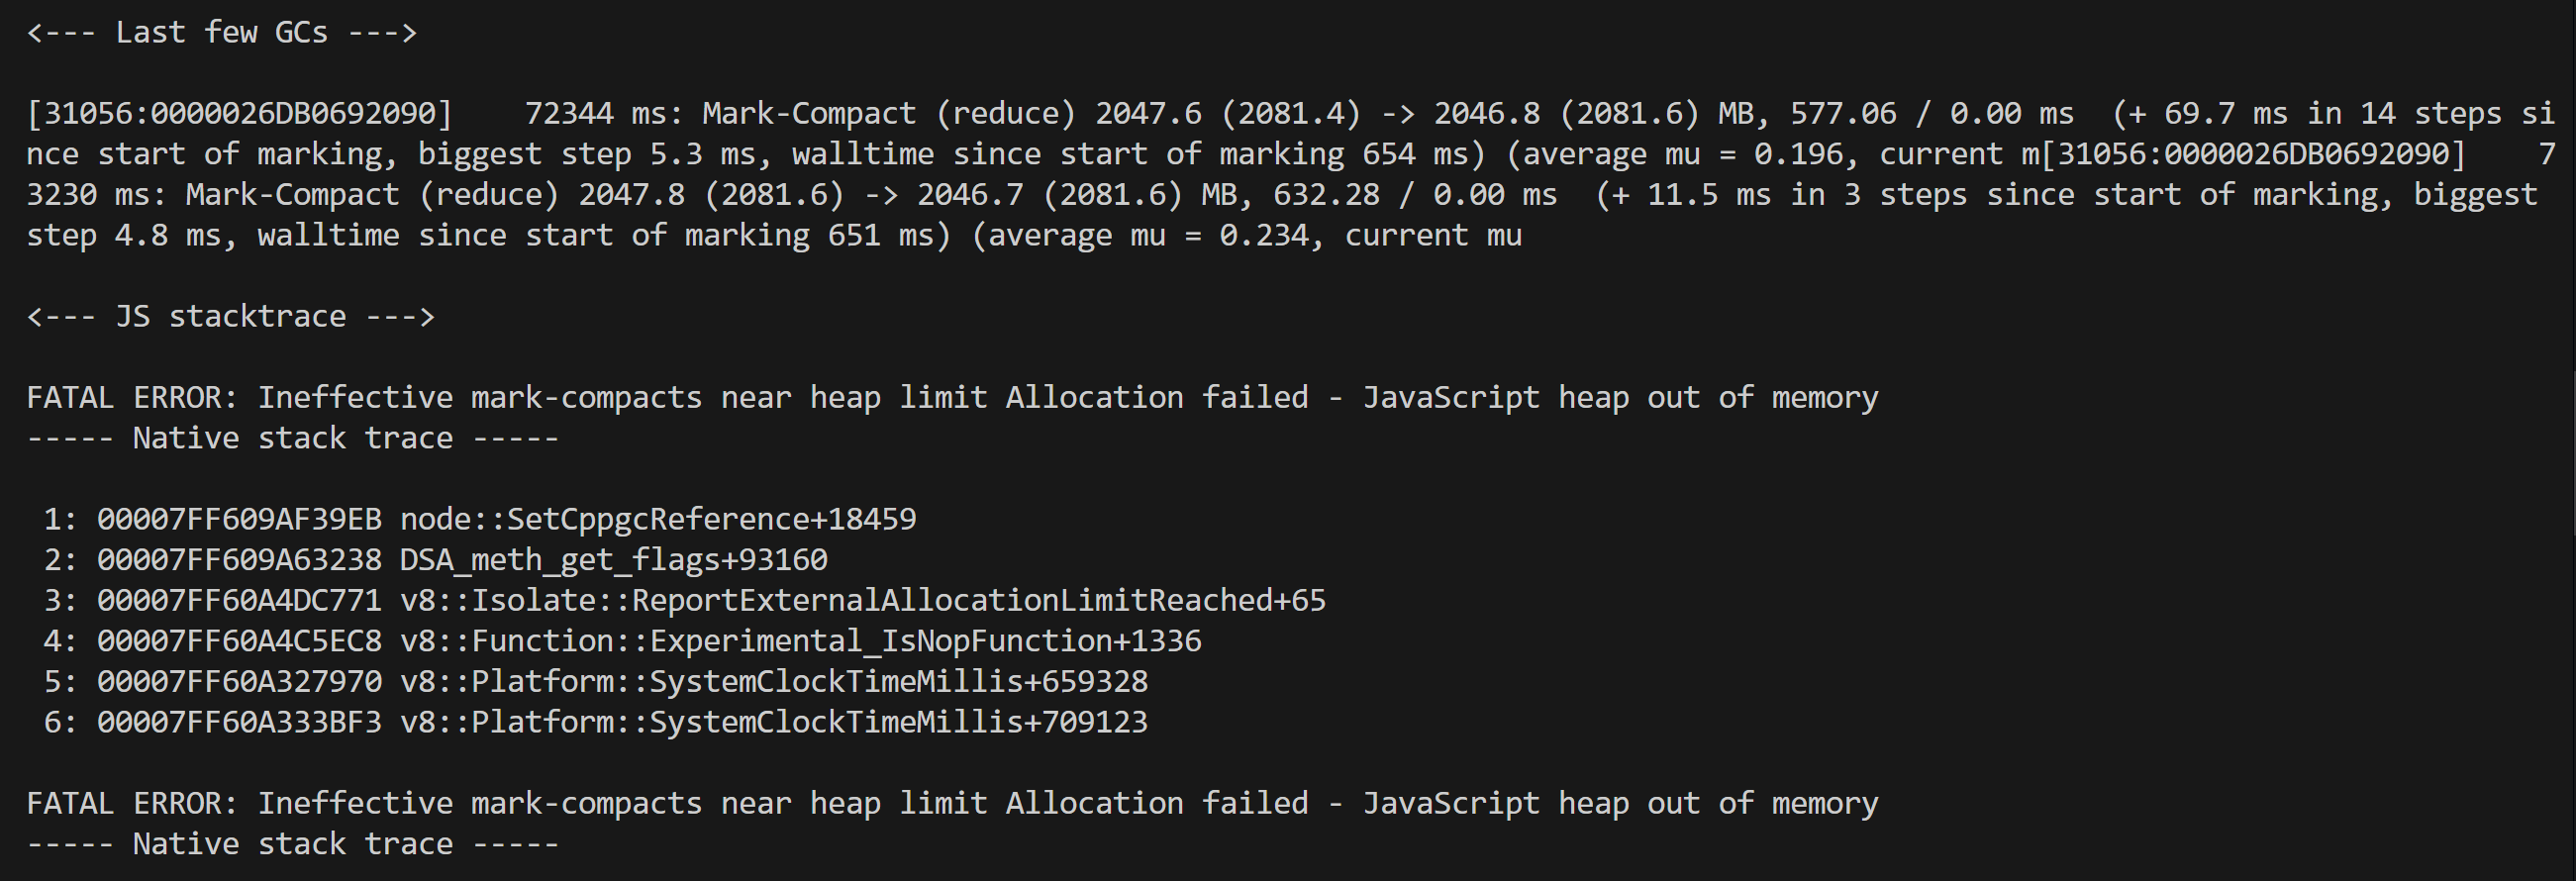 <--- Last few GCs --->
[31056:0000026DB0692090]    72344 ms: Mark-Compact (reduce) 2047.6 (2081.4) -> 2046.8 (2081.6) MB, 577.06 / 0.00 ms  (+ 69.7 ms in 14 steps si
nce start of marking, biggest step 5.3 ms, walltime since start of marking 654 ms) (average mu = 0.196, current m[31056:0000026DB0692090]    7
3230 ms: Mark-Compact (reduce) 2047.8 (2081.6) -> 2046.7 (2081.6) MB, 632.28 / 0.00 ms  (+ 11.5 ms in 3 steps since start of marking, biggest
step 4.8 ms, walltime since start of marking 651 ms) (average mu = 0.234, current mu
<--- JS stacktrace --->
FATAL ERROR: Ineffective mark-compacts near heap limit Allocation failed - JavaScript heap out of memory
----- Native stack trace -----
1: 00007FF609AF39EB node::SetCppgcReference+18459
2: 00007FF609A63238 DSA_meth_get_flags+93160
3: 00007FF60A4DC771 v8::Isolate::ReportExternalAllocationLimitReached+65
4: 00007FF60A4C5EC8 v8::Function::Experimental_IsNopFunction+1336
5: 00007FF60A327970 v8::Platform::SystemClockTimeMillis+659328
6: 00007FF60A333BF3 v8::Platform::SystemClockTimeMillis+709123
FATAL ERROR: Ineffective mark-compacts near heap limit Allocation failed - JavaScript heap out of memory
----- Native stack trace -----